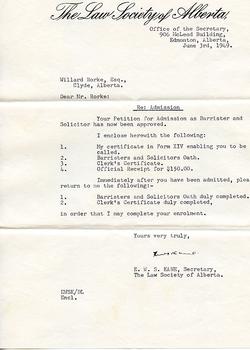 The Law Society of Alberta,
Office of the Secretary,
906 McLeod Building,
Edmonton, Alberta,
June 3rd, 1949.
Willard Rorke, Esq.,
Clyde, Alberta.
Dear Mr. Rorke:
Re: Admission
Your Petition for Admission as Barrister and
Solicitor has now been approved.
I enclose herewith the following:
1. My certificate in Form XIV enabling you to be
called.
2. Barristers and Solicitors Oath.
3. Clerk's Certificate.
4. Official Receipt for $150.00.
Immediately after you have been admitted, please
return to me the following:-
1. Barristers and Solicitors Oath duly completed.
2. Clerk's Certificate duly completed,
in order that I may complete your enrolment.
Yours very truly,
E. W. S. KANE, Secretary,
The Law Society of Alberta.
Encl.